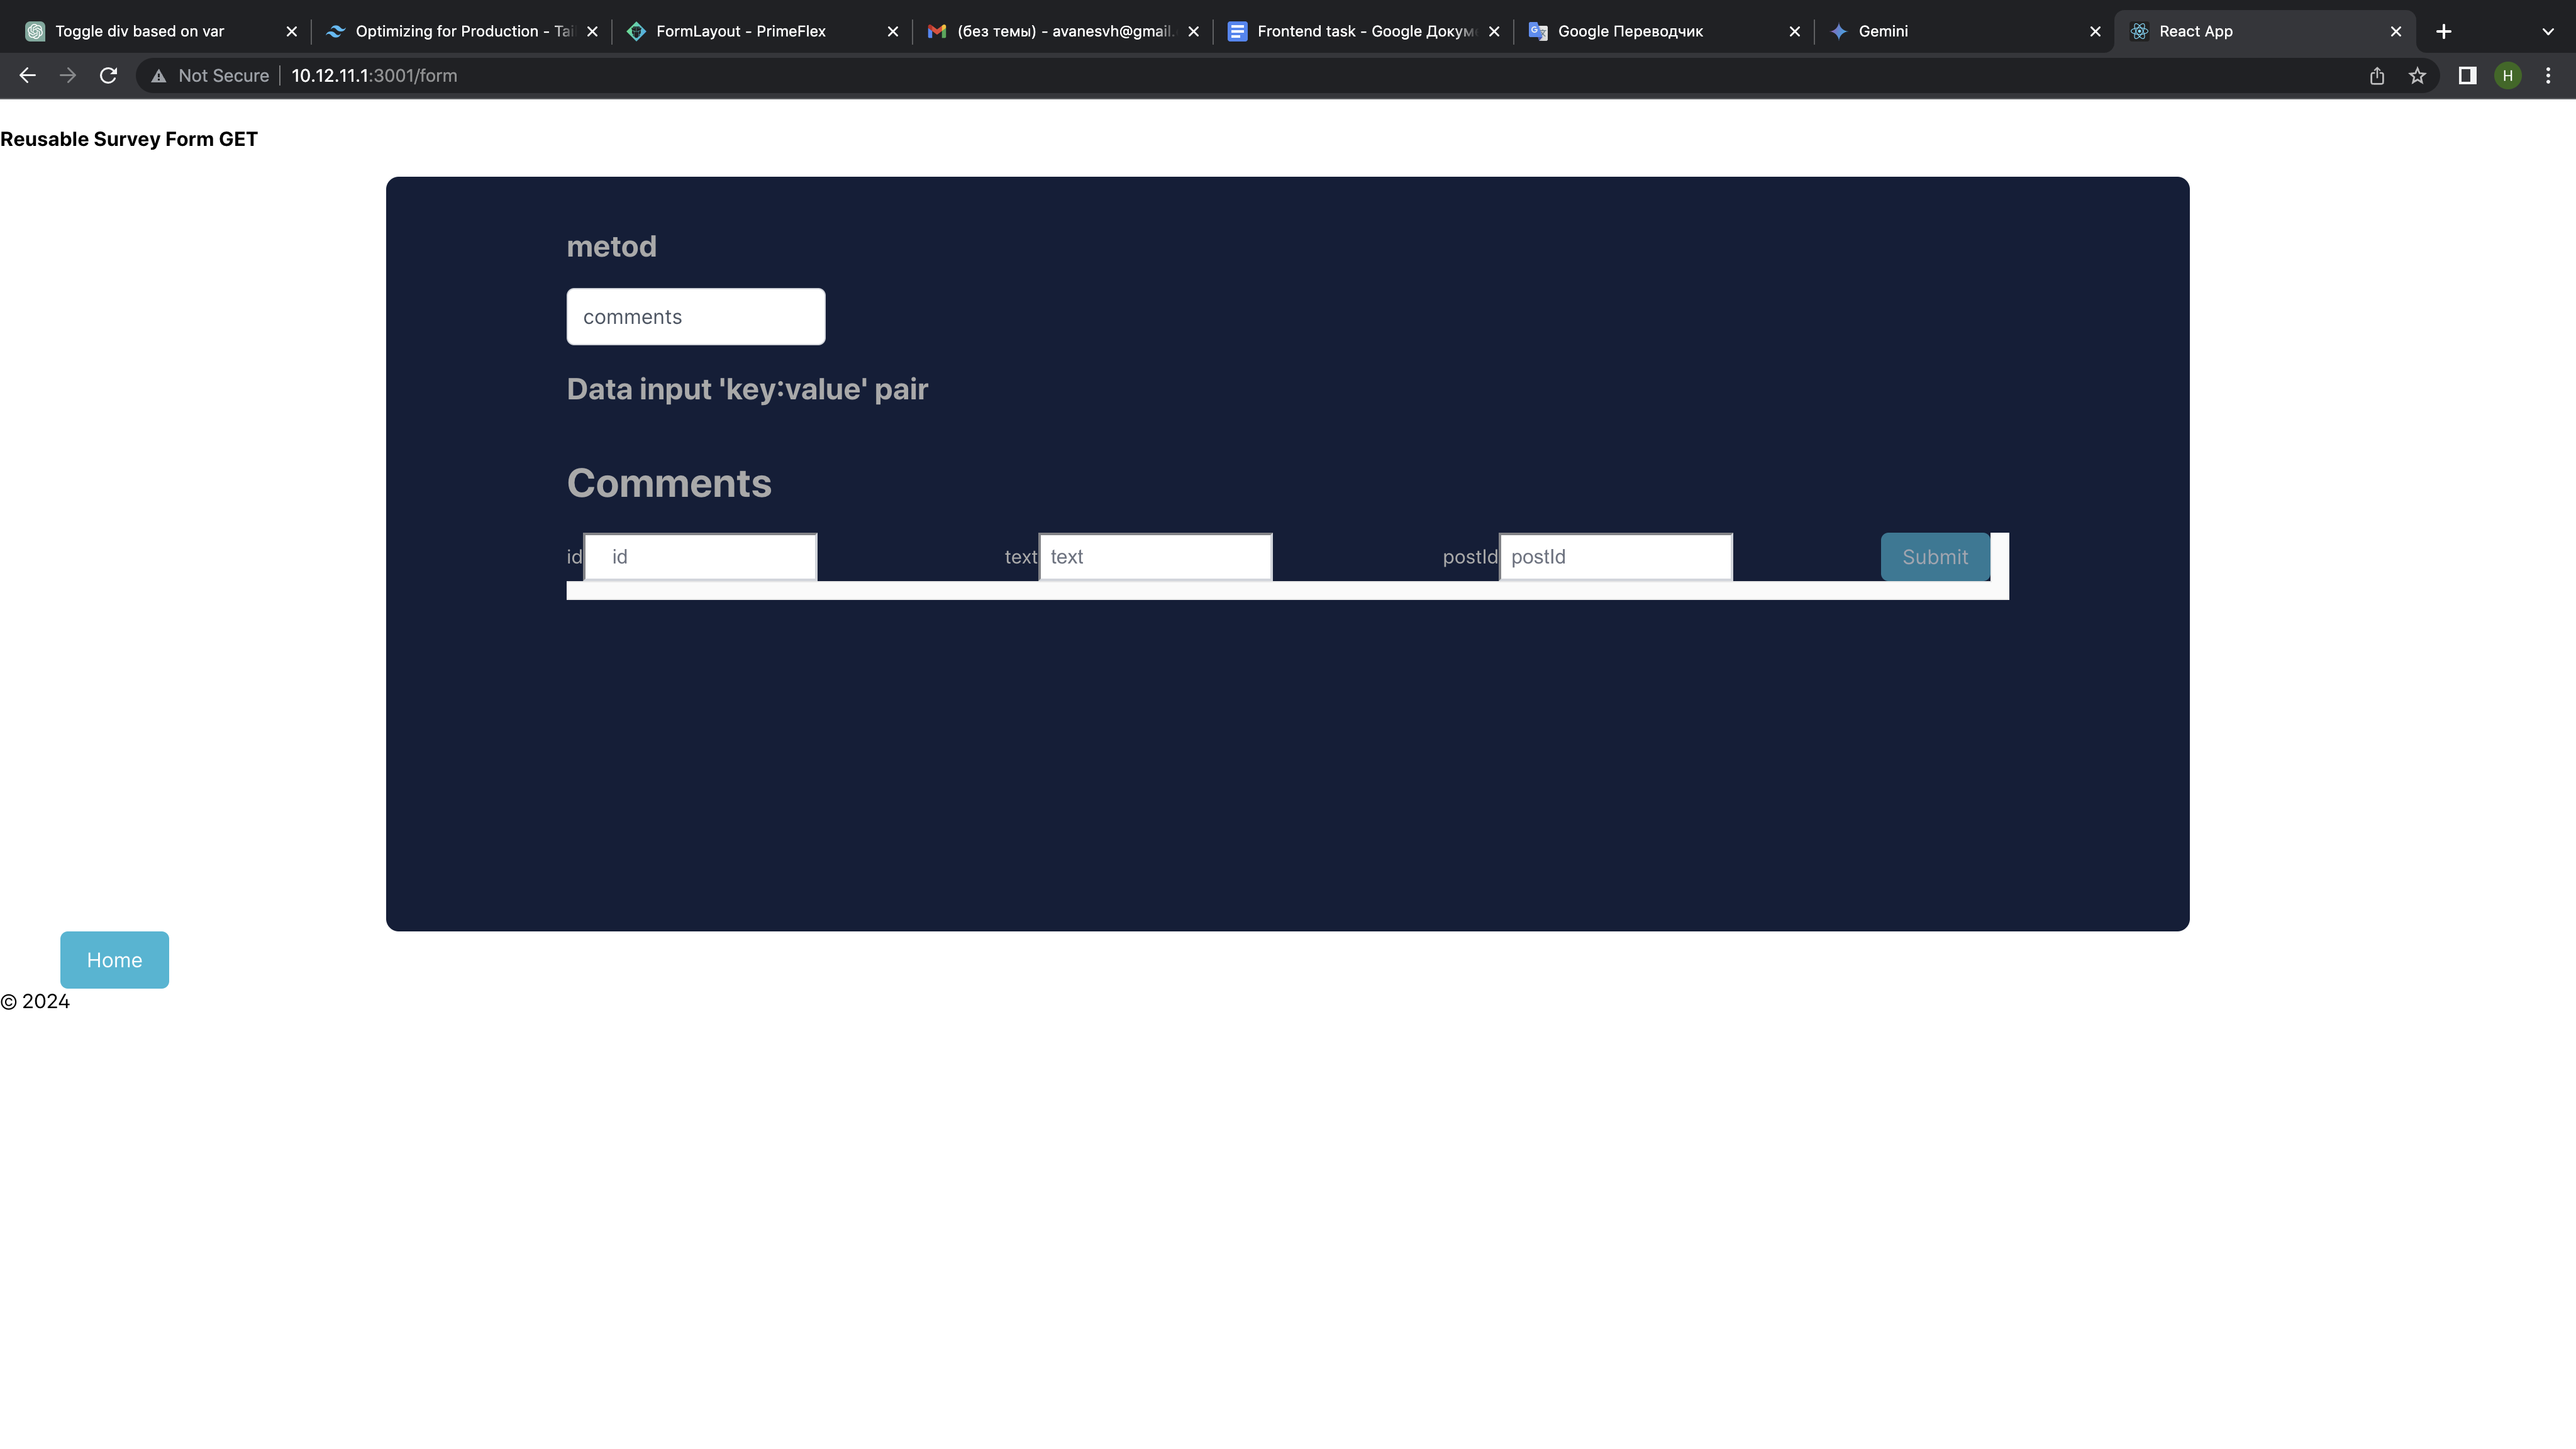 Toggle div based on var
Optimizing for Production - Tai
FormLayout - PrimeFlex
(без темы) - avanesvh@gmail.
Frontend task - Google Докум
Google Переводчик
Gemini
React App
Not Secure | 10.12.11.1:3001/form
H
Reusable Survey Form GET
metod
comments
Data input 'key:value' pair
Comments
id id text text postId postId Submit
Home
© 2024